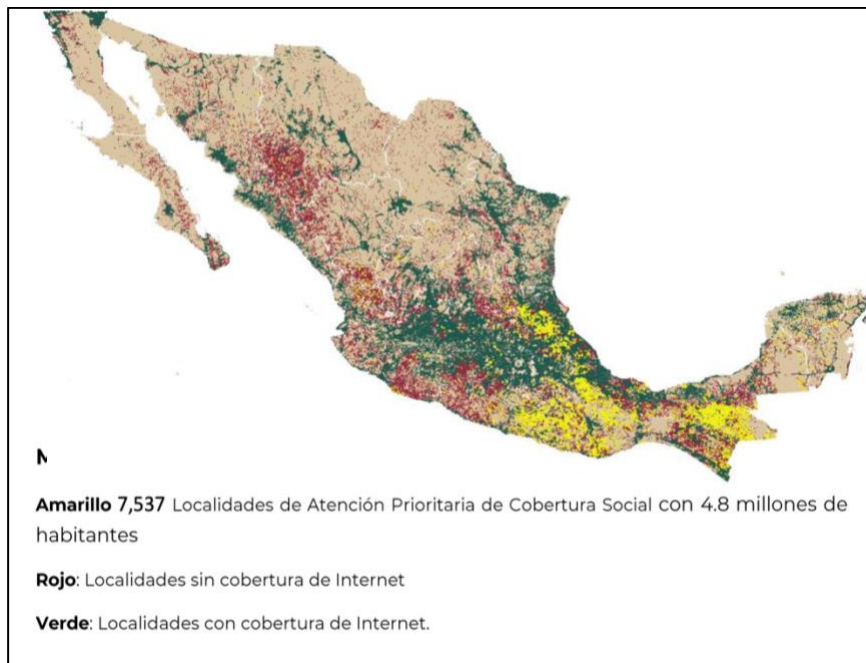 Amarillo 7,537 Localidades de Atención Prioritaria de Cobertura Social con 4.8 millones de
habitantes
Rojo: Localidades sin cobertura de Internet
Verde: Localidades con cobertura de Internet.